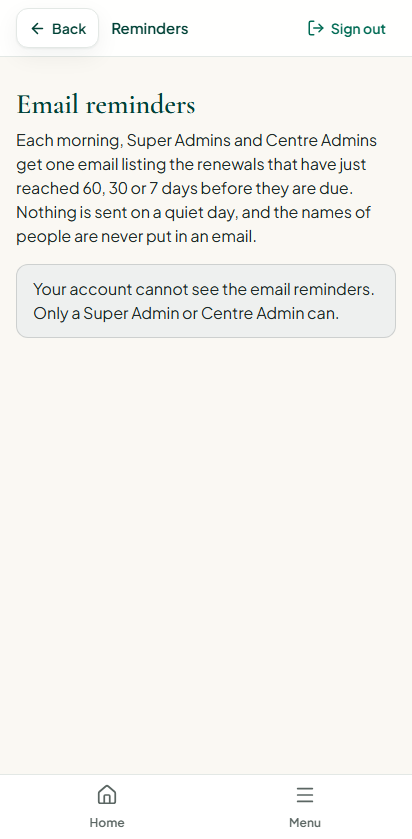 Back
Reminders
Sign out
Email reminders
Each morning, Super Admins and Centre Admins
get one email listing the renewals that have just
reached 60, 30 or 7 days before they are due.
Nothing is sent on a quiet day, and the names of
people are never put in an email.
Your account cannot see the email reminders.
Only a Super Admin or Centre Admin can.
Home
Menu